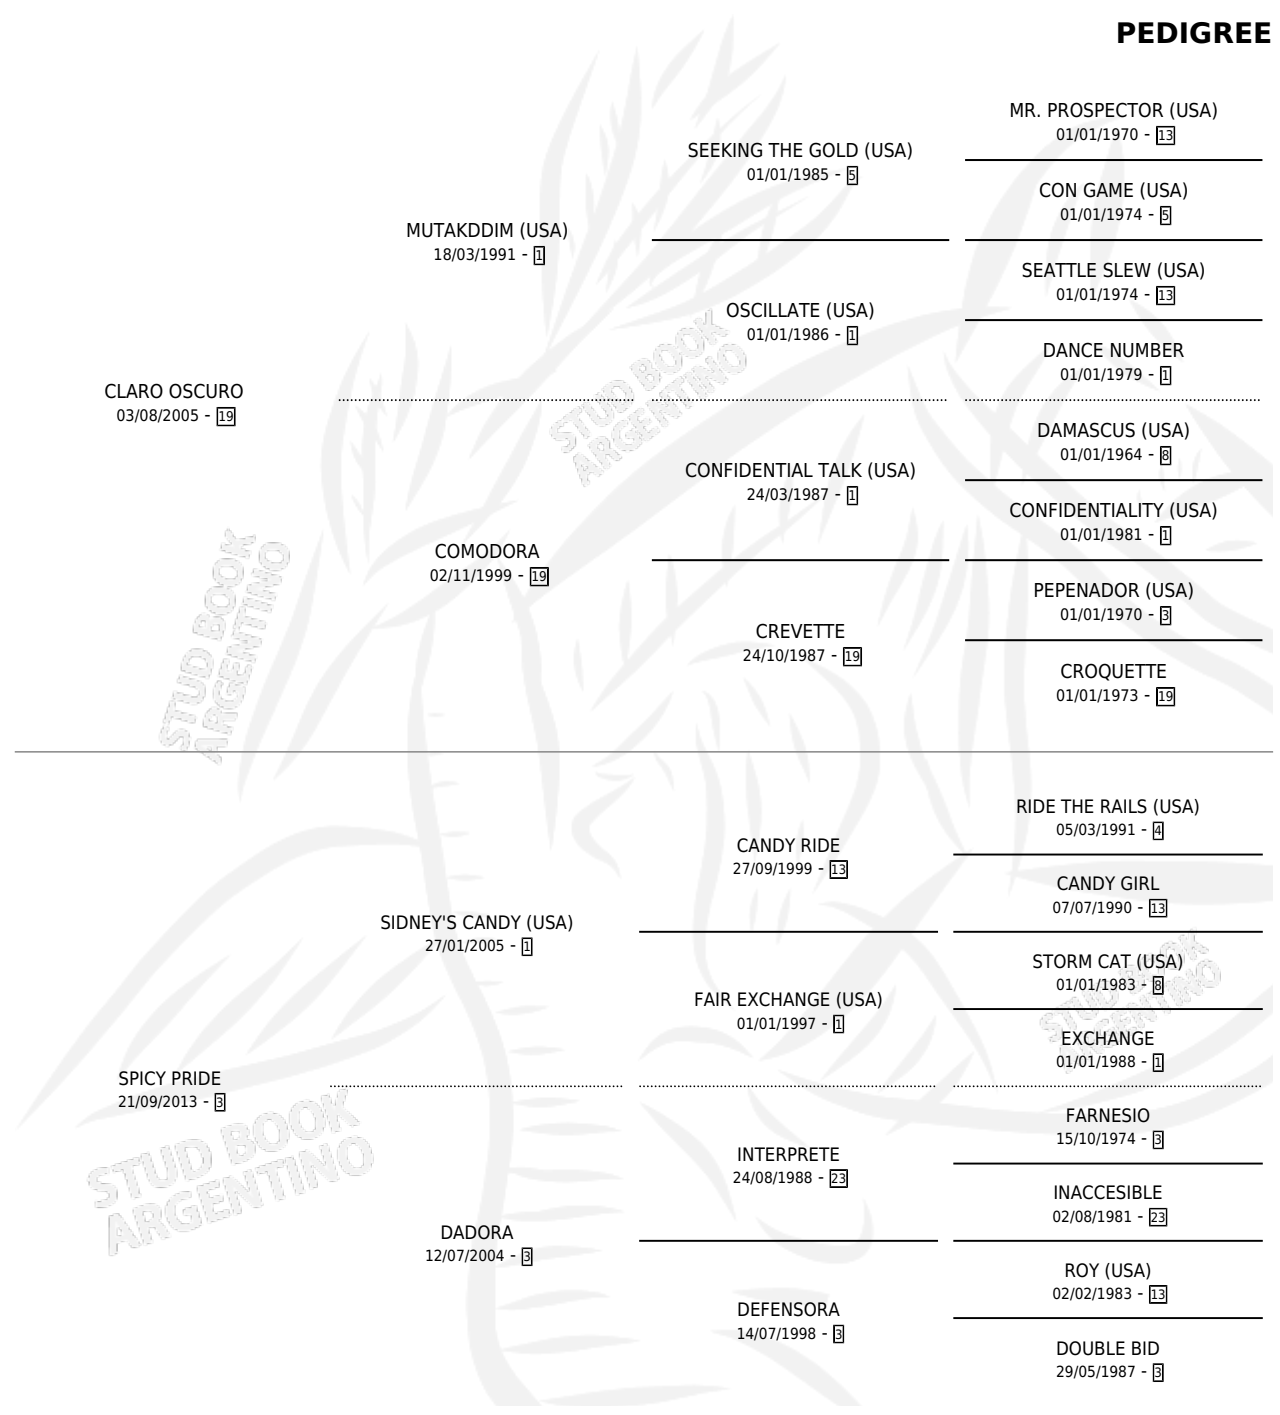 PEDIGREE
MR. PROSPECTOR (USA)
01/01/1970 - 13
SEEKING THE GOLD (USA)
01/01/1985 - 5
CON GAME (USA)
01/01/1974 - 5
MUTAKDDIM (USA)
18/03/1991 - 1
SEATTLE SLEW (USA)
01/01/1974 - 13
OSCILLATE (USA)
01/01/1986 - 1
DANCE NUMBER
01/01/1979 - 1
CLARO OSCURO
03/08/2005 - 19
DAMASCUS (USA)
01/01/1964 - 8
CONFIDENTIAL TALK (USA)
24/03/1987 - 1
CONFIDENTIALITY (USA)
01/01/1981 - 1
COMODORA
02/11/1999 - 19
PEPENADOR (USA)
01/01/1970 - 3
CREVETTE
24/10/1987 - 19
CROQUETTE
01/01/1973 - 19
RIDE THE RAILS (USA)
05/03/1991 - 4
CANDY RIDE
27/09/1999 - 13
CANDY GIRL
07/07/1990 - 13
SIDNEY'S CANDY (USA)
27/01/2005 - 1
STORM CAT (USA)
01/01/1983 - 8
FAIR EXCHANGE (USA)
01/01/1997 - 1
EXCHANGE
01/01/1988 - 1
SPICY PRIDE
21/09/2013 - 3
FARNESIO
15/10/1974 - 3
INTERPRETE
24/08/1988 - 23
INACCESIBLE
02/08/1981 - 23
DADORA
12/07/2004 - 3
ROY (USA)
02/02/1983 - 13
DEFENSORA
14/07/1998 - 3
DOUBLE BID
29/05/1987 - 3
STUD BOOK
ARGENTINO
STUD BOOK
ARGENTINO
STUD BOOK
ARGENTINO
STUD BOOK
ARGENTINO